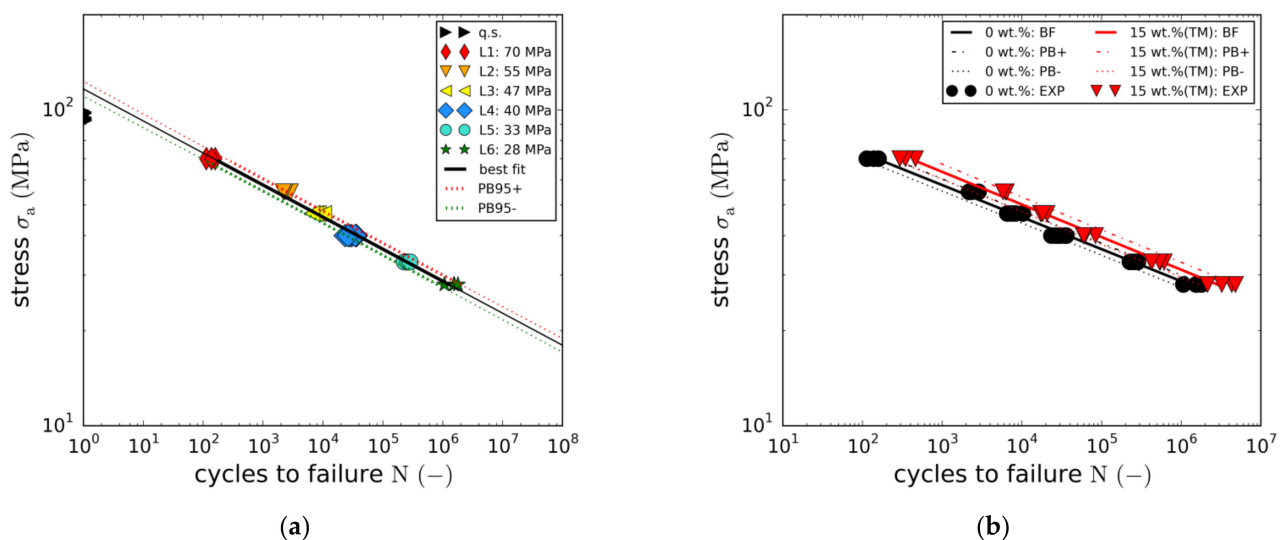 q.s.
L1: 70 MPa
L2: 55 MPa
L3: 47 MPa
L4: 40 MPa
L5: 33 MPa
L6: 28 MPa
best fit
PB95+
PB95-
10²
10¹
stress σₐ (MPa)
10⁰ 10¹ 10² 10³ 10⁴ 10⁵ 10⁶ 10⁷ 10⁸
cycles to failure N (−)
(a)
0 wt.%: BF 15 wt.%(TM): BF
0 wt.%: PB+ 15 wt.%(TM): PB+
0 wt.%: PB- 15 wt.%(TM): PB-
0 wt.%: EXP 15 wt.%(TM): EXP
10²
10¹
stress σₐ (MPa)
10¹ 10² 10³ 10⁴ 10⁵ 10⁶ 10⁷
cycles to failure N (−)
(b)